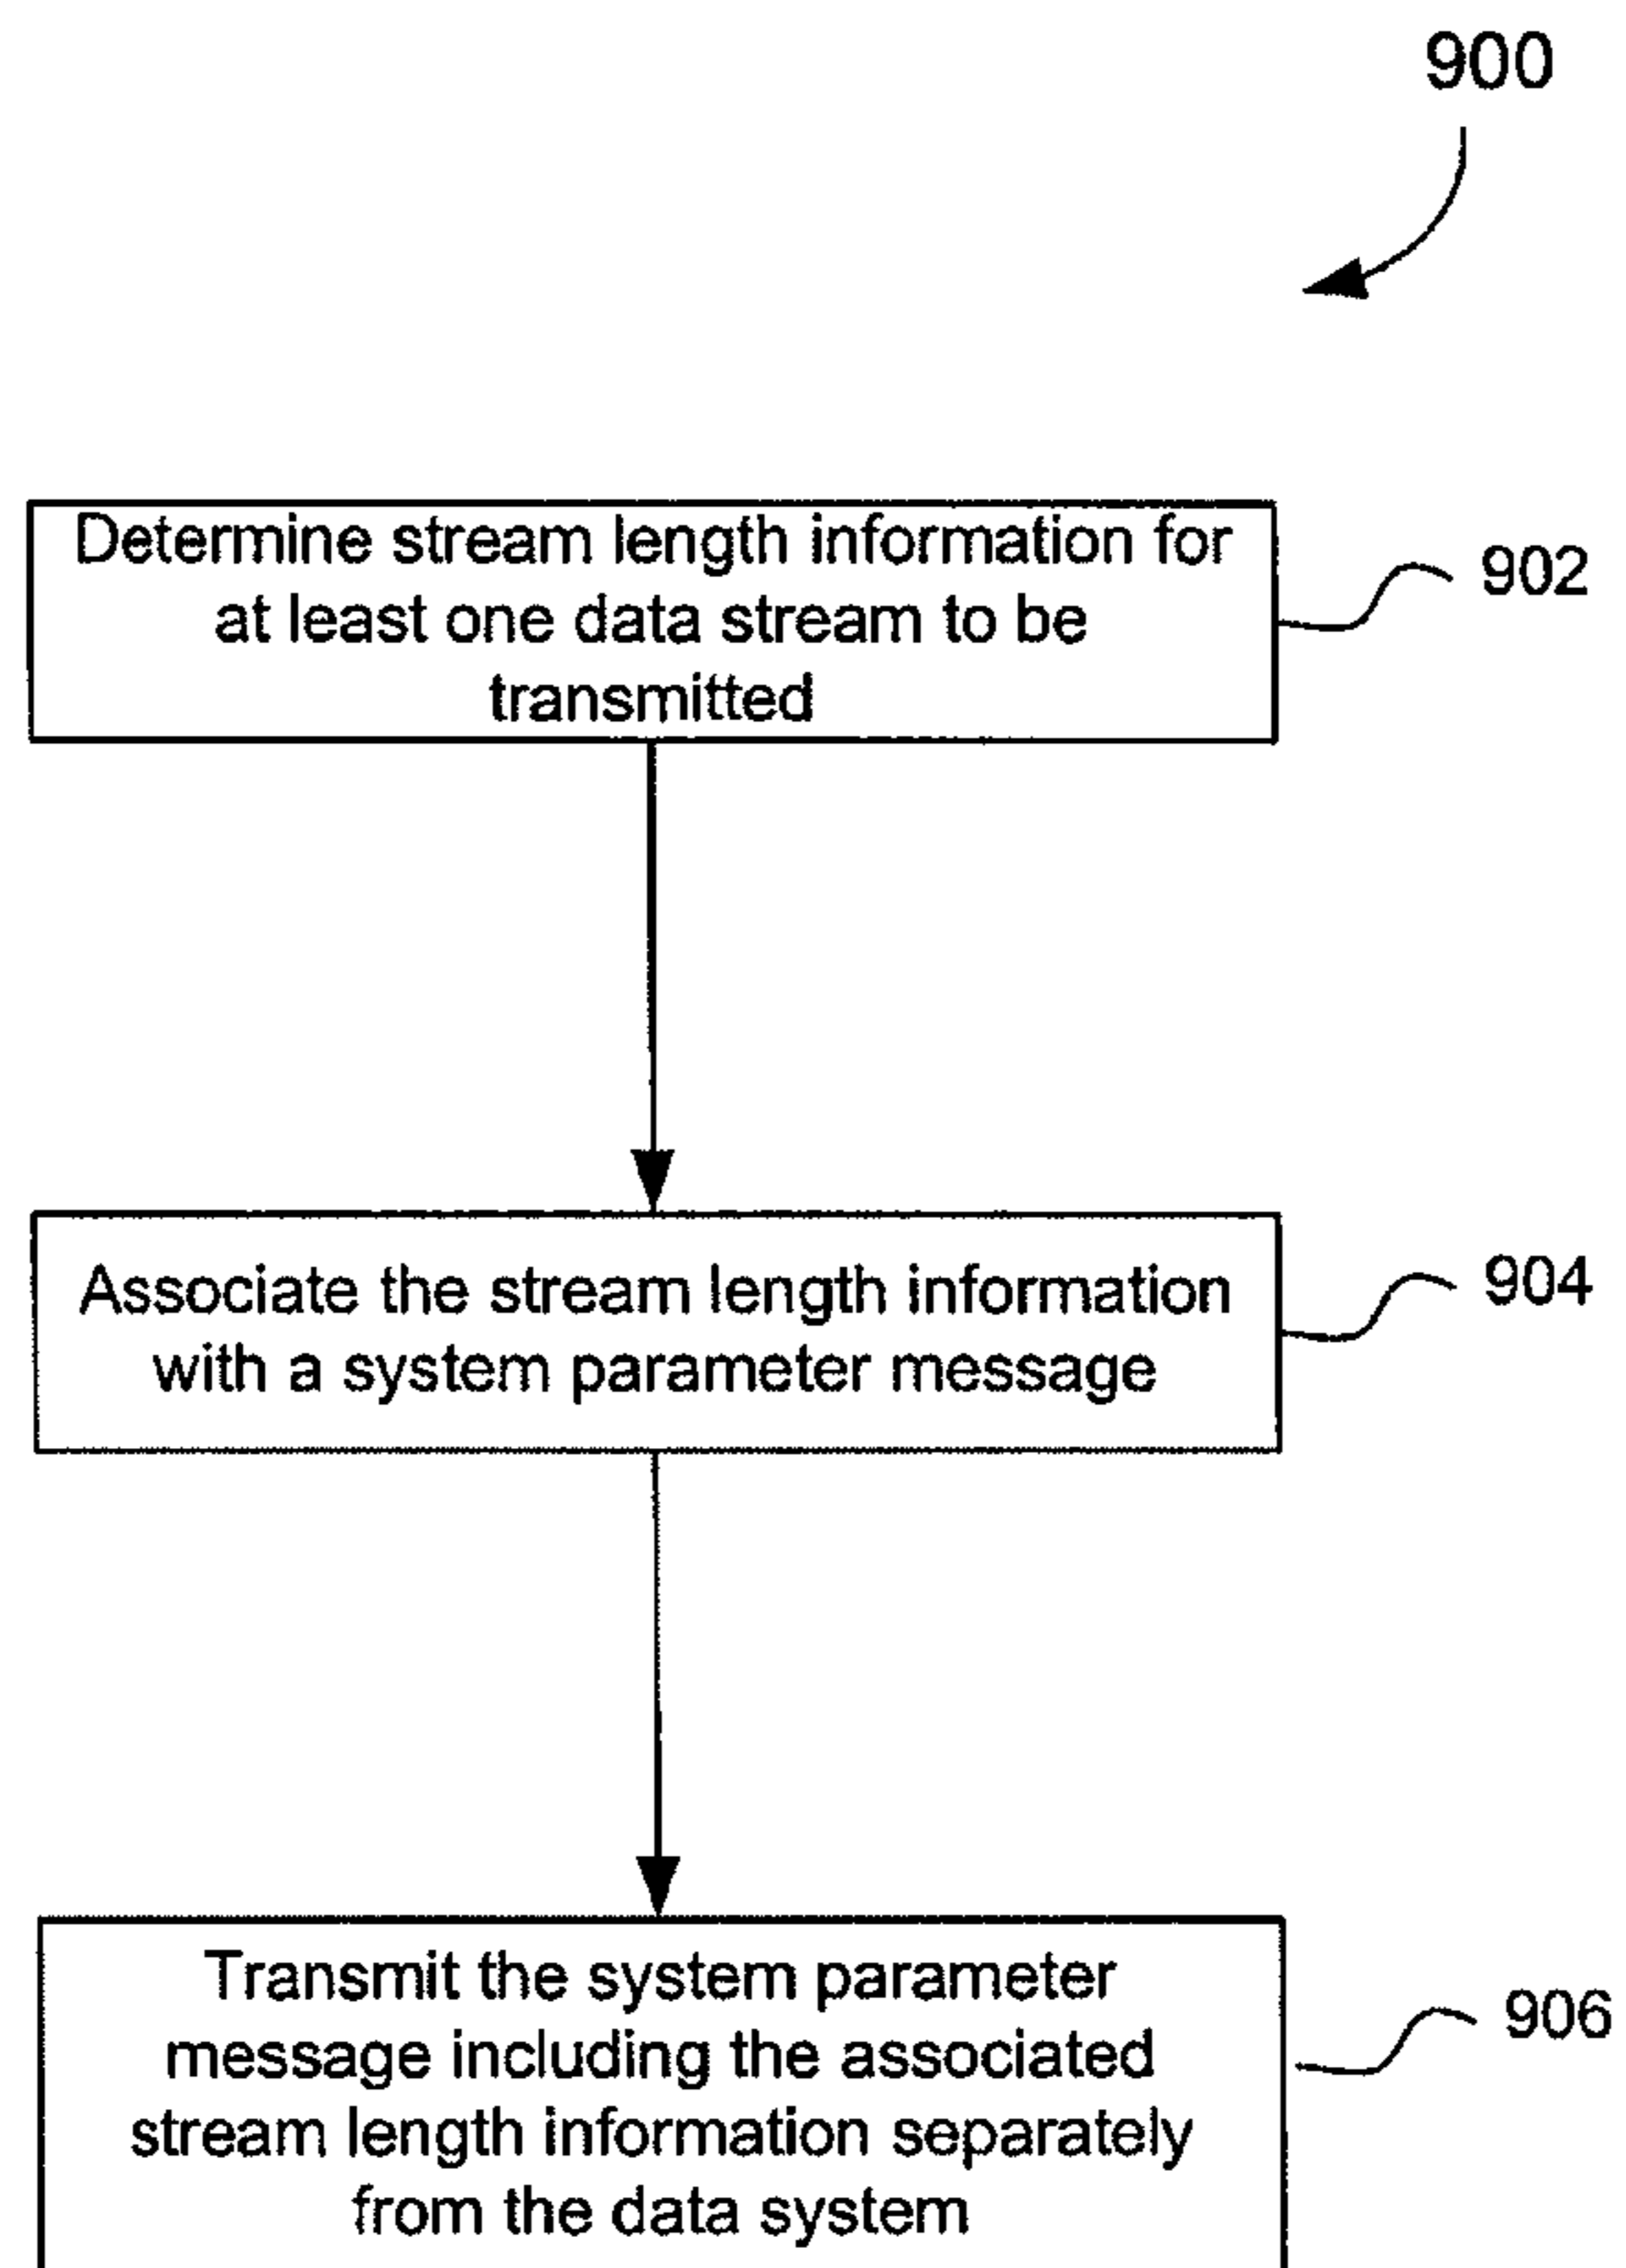 900
Determine stream length information for
at least one data stream to be
transmitted
902
Associate the stream length information
with a system parameter message
904
Transmit the system parameter
message including the associated
stream length information separately
from the data system
906